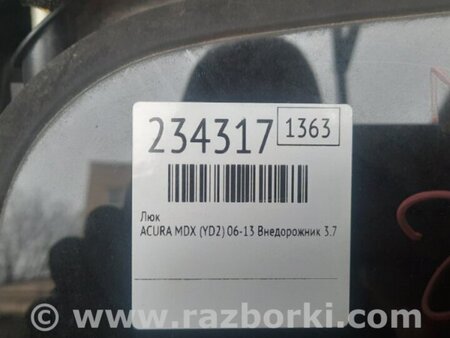 234317 1363
Люк
ACURA MDX (YD2) 06-13 Внедорожник 3.7
www.razborki.com